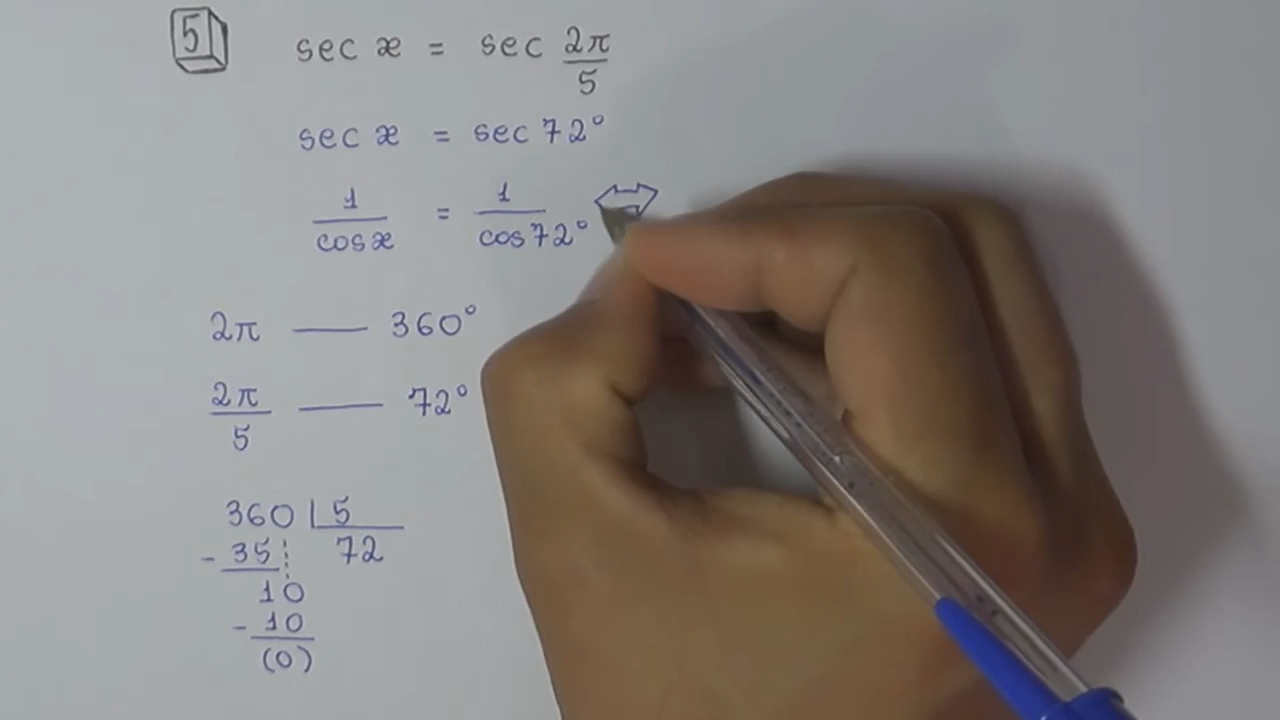 5 sec x = sec 2π/5
sec x = sec 72°
1/cos x = 1/cos 72° ⇔
2π — 360°
2π/5 — 72°
360 | 5
- 35 72
10
- 10
(0)